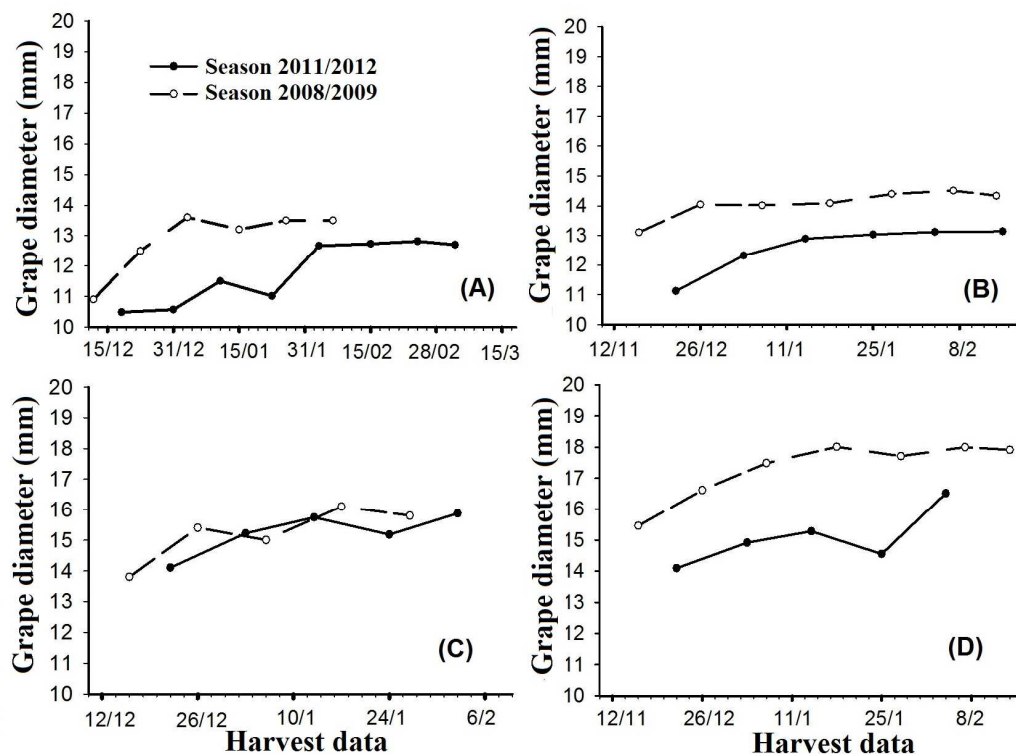 Grape diameter (mm)
20
19
18
17
16
15
14
13
12
11
10
Season 2011/2012
Season 2008/2009
(A)
15/12 31/12 15/01 31/1 15/02 28/02 15/3
Grape diameter (mm)
20
19
18
17
16
15
14
13
12
11
10
(B)
12/11 26/12 11/1 25/1 8/2
Grape diameter (mm)
20
19
18
17
16
15
14
13
12
11
10
(C)
12/12 26/12 10/1 24/1 6/2
Harvest data
Grape diameter (mm)
20
19
18
17
16
15
14
13
12
11
10
(D)
12/11 26/12 11/1 25/1 8/2
Harvest data